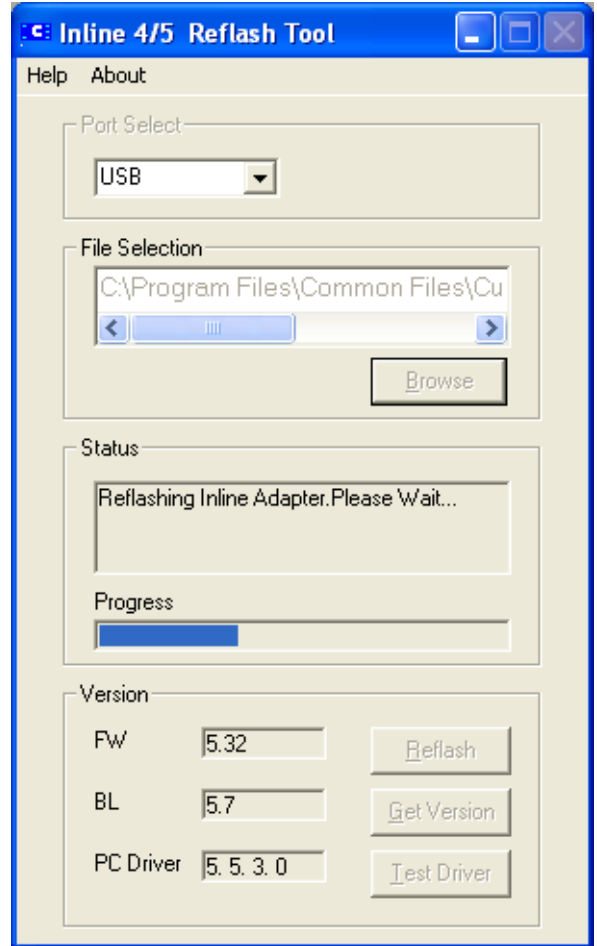 Inline 4/5 Reflash Tool
Help About
Port Select
USB
File Selection
C:\Program Files\Common Files\Cu
Browse
Status
Reflashing Inline Adapter.Please Wait...
Progress
Version
FW 5.32 Reflash
BL 5.7 Get Version
PC Driver 5. 5. 3. 0 Test Driver